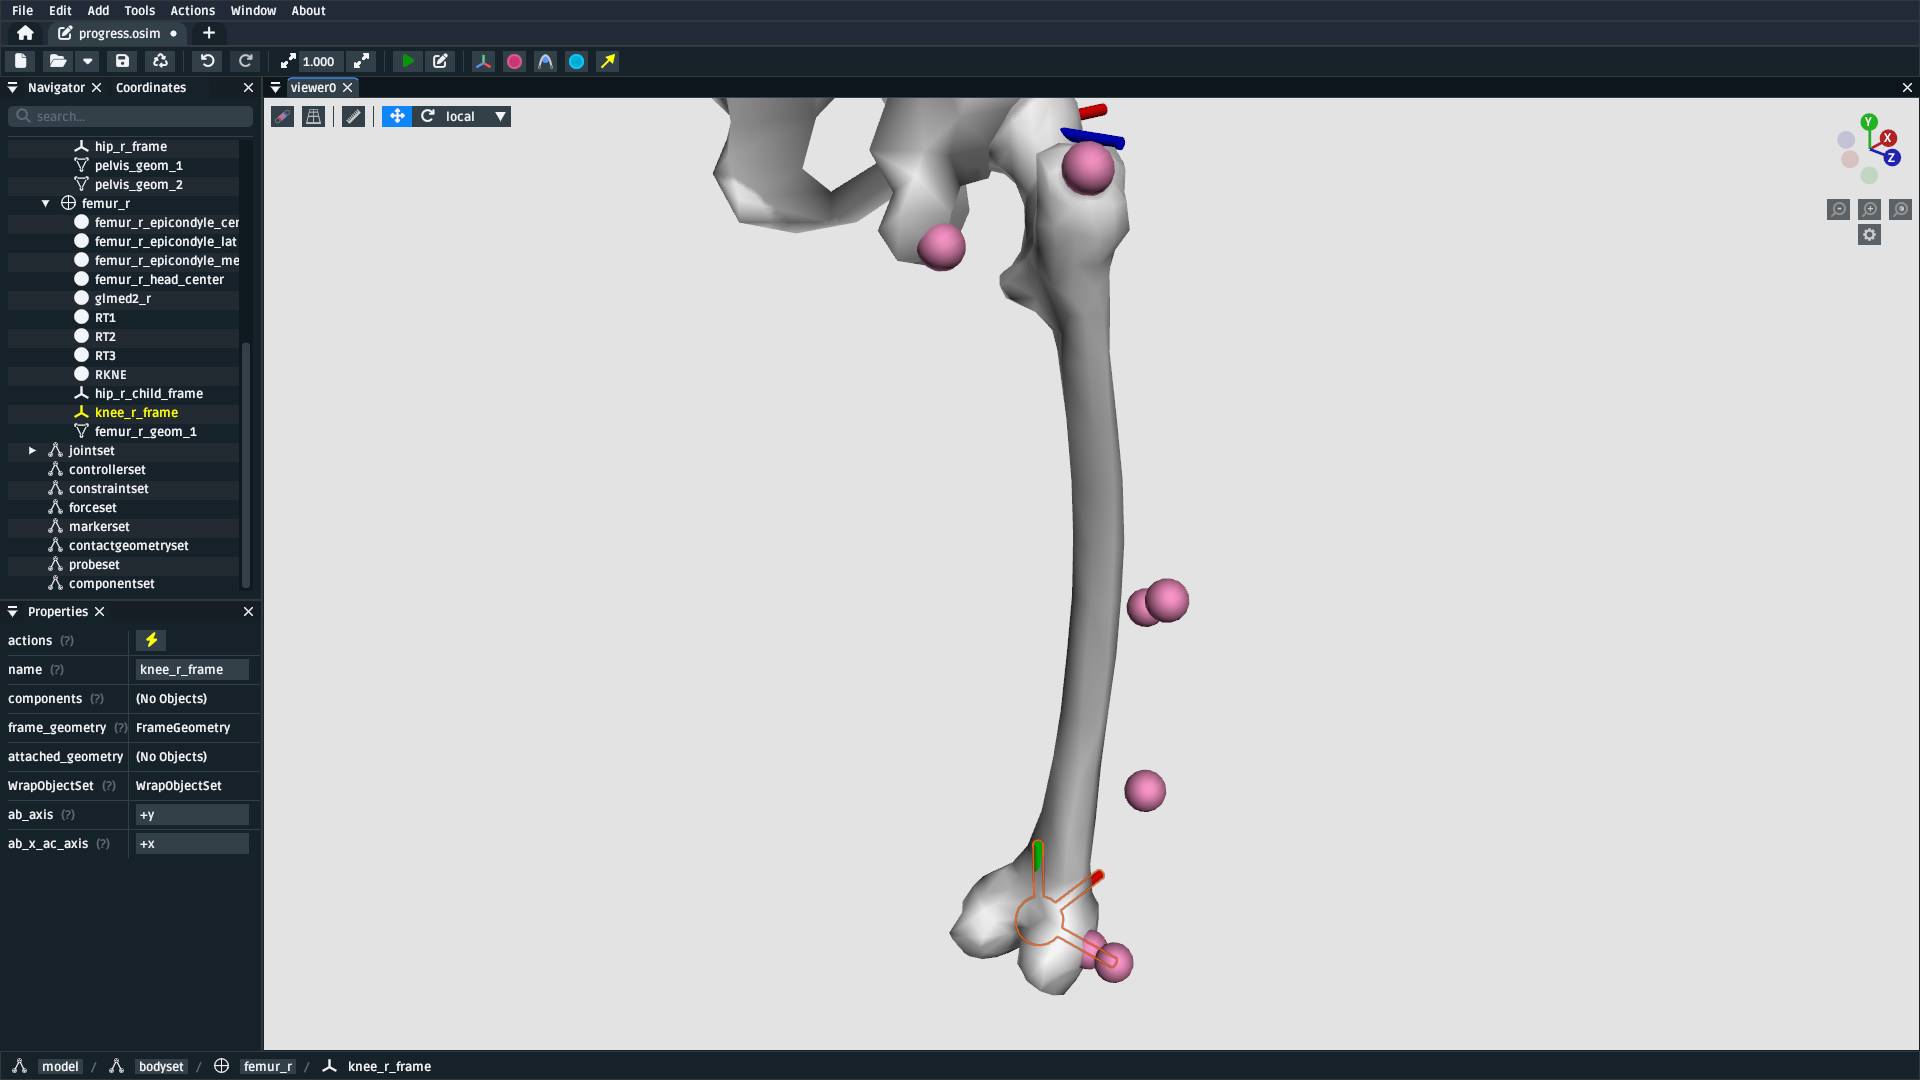 File Edit Add Tools Actions Window About
progress.osim
1.000
Navigator Coordinates
search...
hip_r_frame
pelvis_geom_1
pelvis_geom_2
femur_r
femur_r_epicondyle_cer
femur_r_epicondyle_lat
femur_r_epicondyle_me
femur_r_head_center
glmed2_r
RT1
RT2
RT3
RKNE
hip_r_child_frame
knee_r_frame
femur_r_geom_1
jointset
controllerset
constraintset
forceset
markerset
contactgeometryset
probeset
componentset
Properties
actions (?)
name (?) knee_r_frame
components (?) (No Objects)
frame_geometry (?) FrameGeometry
attached_geometry (No Objects)
WrapObjectSet (?) WrapObjectSet
ab_axis (?) +y
ab_x_ac_axis (?) +x
viewer0
local
Y
X
Z
model / bodyset / femur_r / knee_r_frame